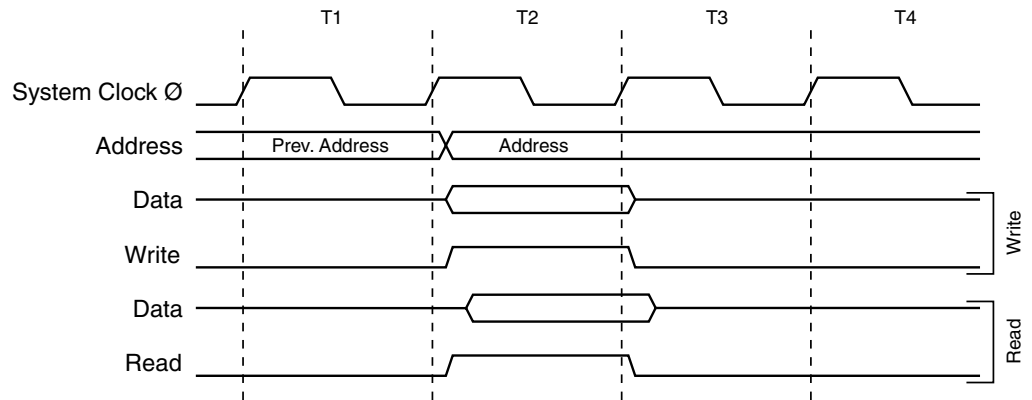 T1 T2 T3 T4
System Clock Ø
Address Prev. Address Address
Data
Write
Write
Data
Read
Read